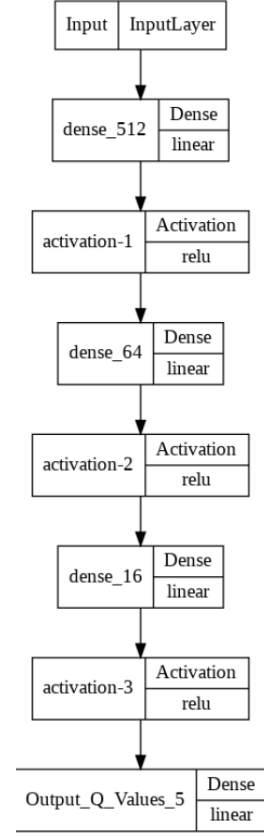 Input InputLayer
dense_512 Dense
linear
activation-1 Activation
relu
dense_64 Dense
linear
activation-2 Activation
relu
dense_16 Dense
linear
activation-3 Activation
relu
Output_Q_Values_5 Dense
linear